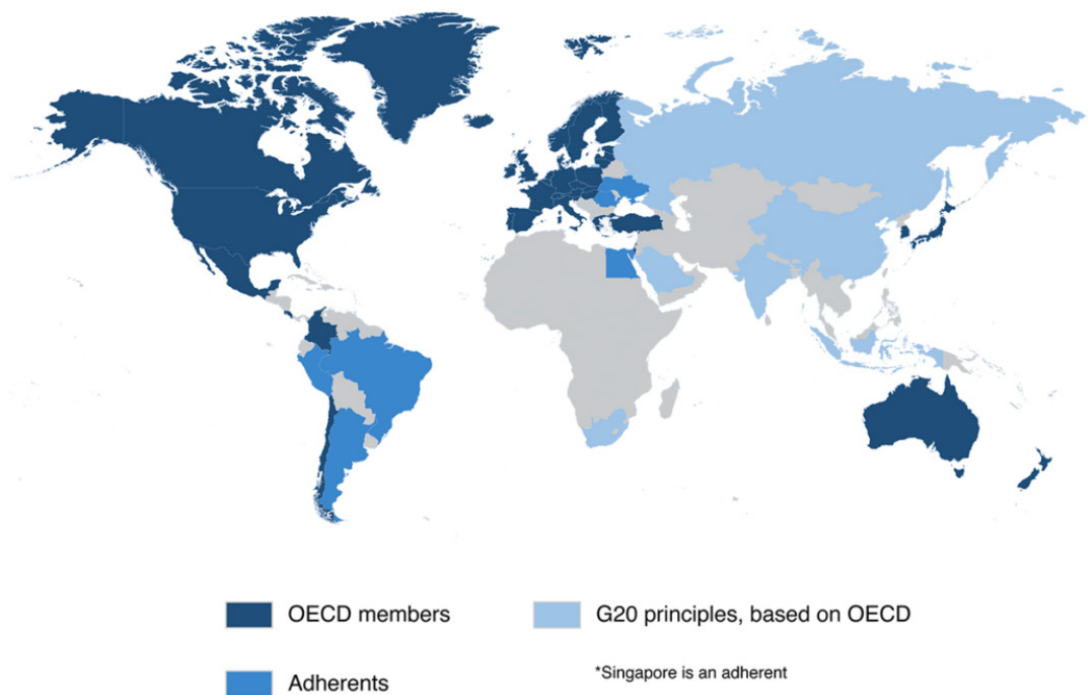 OECD members
G20 principles, based on OECD
Adherents
*Singapore is an adherent